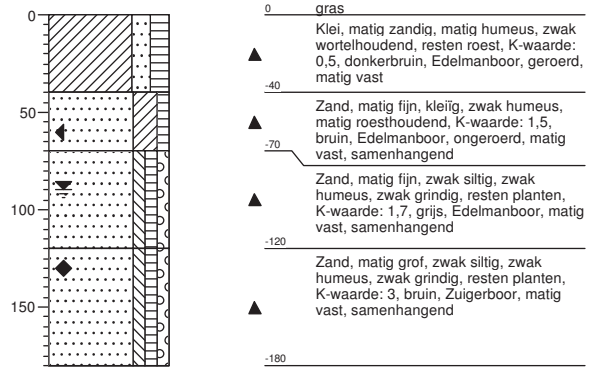 0
50
100
150
0
gras
Klei, matig zandig, matig humeus, zwak
wortelhoudend, resten roest, K-waarde:
0,5, donkerbruin, Edelmanboor, geroerd,
matig vast
-40
Zand, matig fijn, kleiïg, zwak humeus,
matig roesthoudend, K-waarde: 1,5,
bruin, Edelmanboor, ongeroerd, matig
vast, samenhangend
-70
Zand, matig fijn, zwak siltig, zwak
humeus, zwak grindig, resten planten,
K-waarde: 1,7, grijs, Edelmanboor, matig
vast, samenhangend
-120
Zand, matig grof, zwak siltig, zwak
humeus, zwak grindig, resten planten,
K-waarde: 3, bruin, Zuigerboor, matig
vast, samenhangend
-180